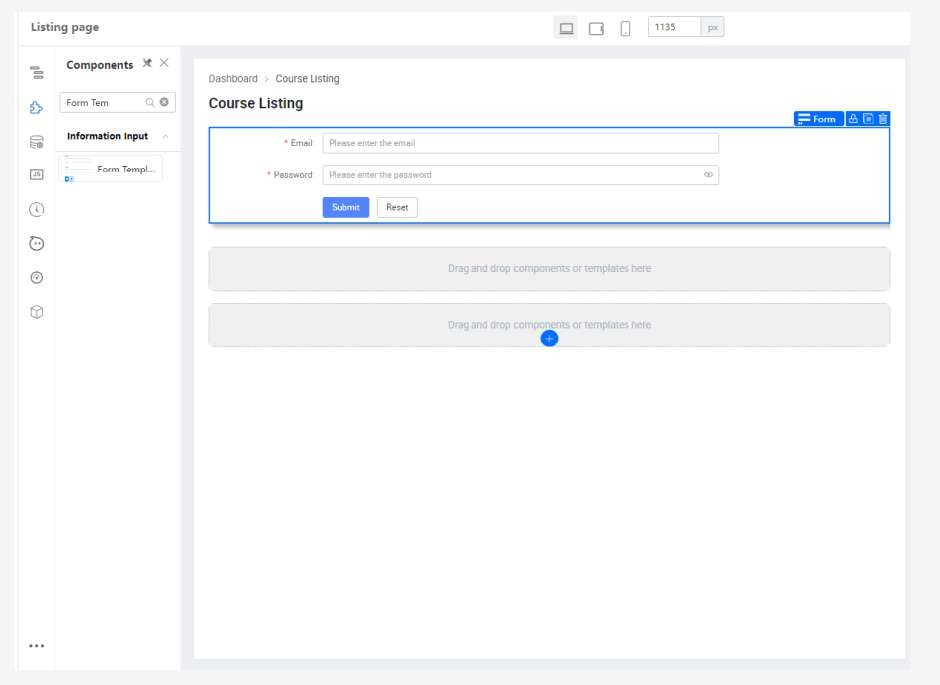 Listing page
1135 px
Components
Form Tem
Information Input
Form Templ...
JS
Dashboard > Course Listing
Course Listing
Form
* Email Please enter the email
* Password Please enter the password
Submit Reset
Drag and drop components or templates here
Drag and drop components or templates here